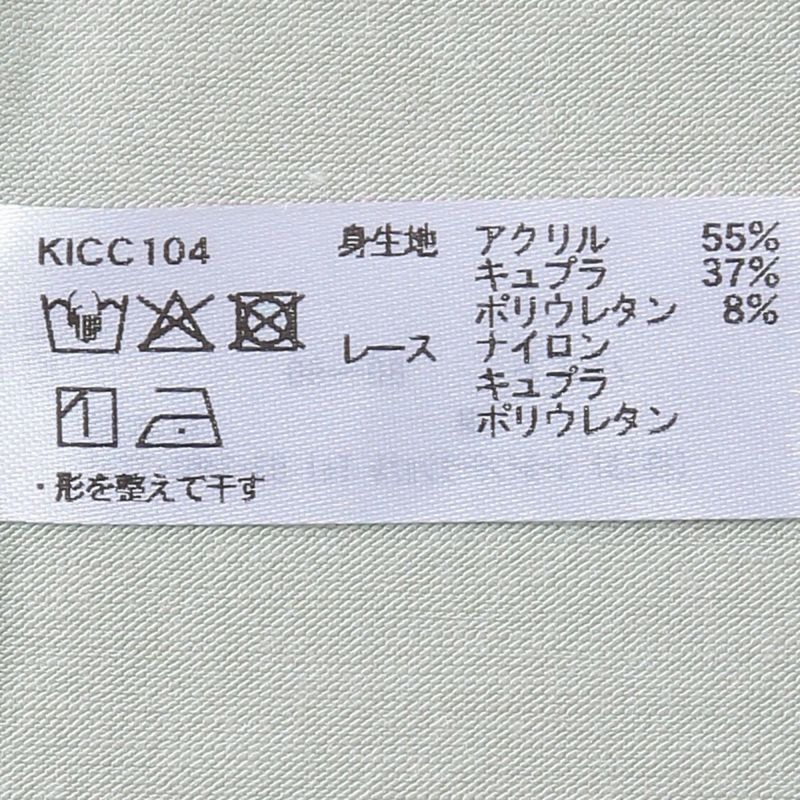 KICC104
身生地 アクリル 55%
キュプラ 37%
ポリウレタン 8%
レース ナイロン
キュプラ
ポリウレタン
・形を整えて干す